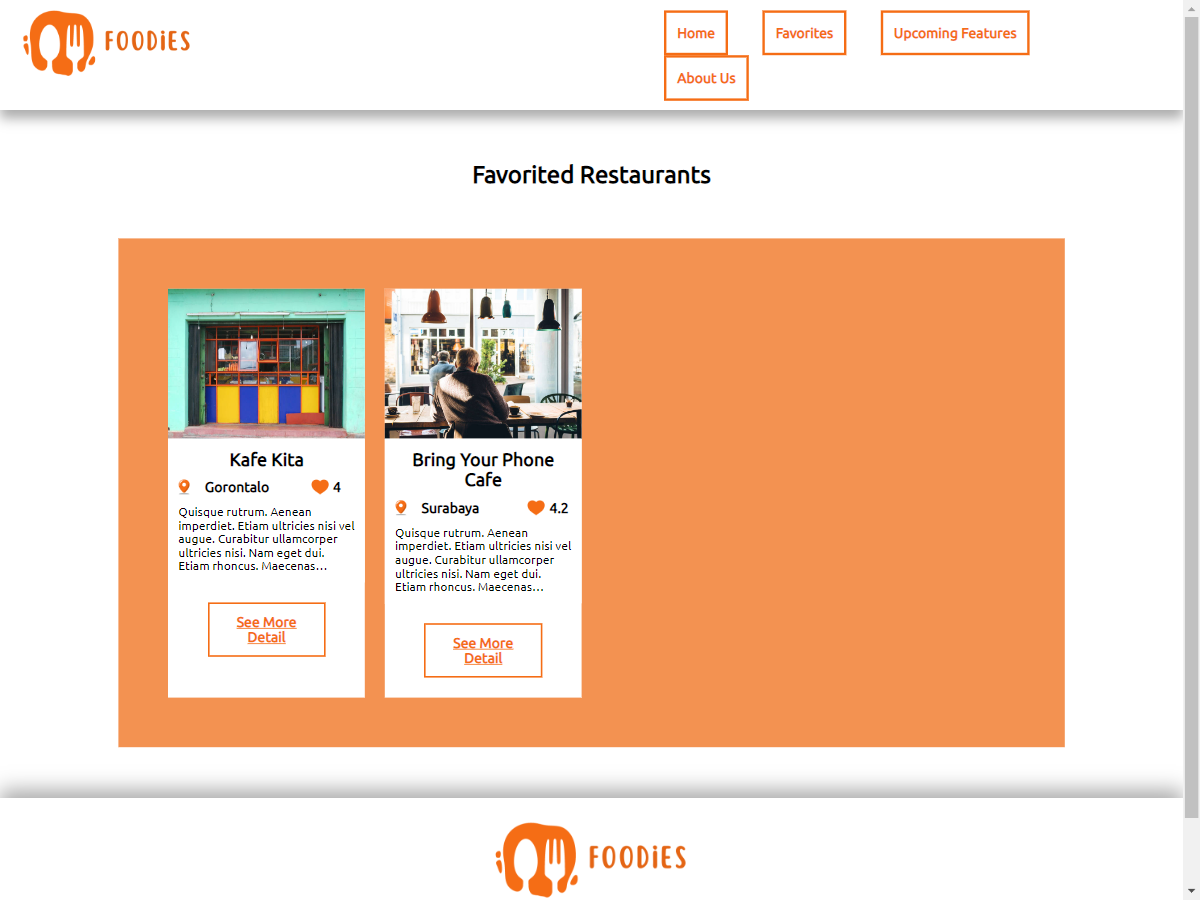 FOODiES
Home
Favorites
Upcoming Features
About Us
Favorited Restaurants
Kafe Kita
Gorontalo
4
Quisque rutrum. Aenean
imperdiet. Etiam ultricies nisi vel
augue. Curabitur ullamcorper
ultricies nisi. Nam eget dui.
Etiam rhoncus. Maecenas…
See More
Detail
Bring Your Phone
Cafe
Surabaya
4.2
Quisque rutrum. Aenean
imperdiet. Etiam ultricies nisi vel
augue. Curabitur ullamcorper
ultricies nisi. Nam eget dui.
Etiam rhoncus. Maecenas…
See More
Detail
FOODiES